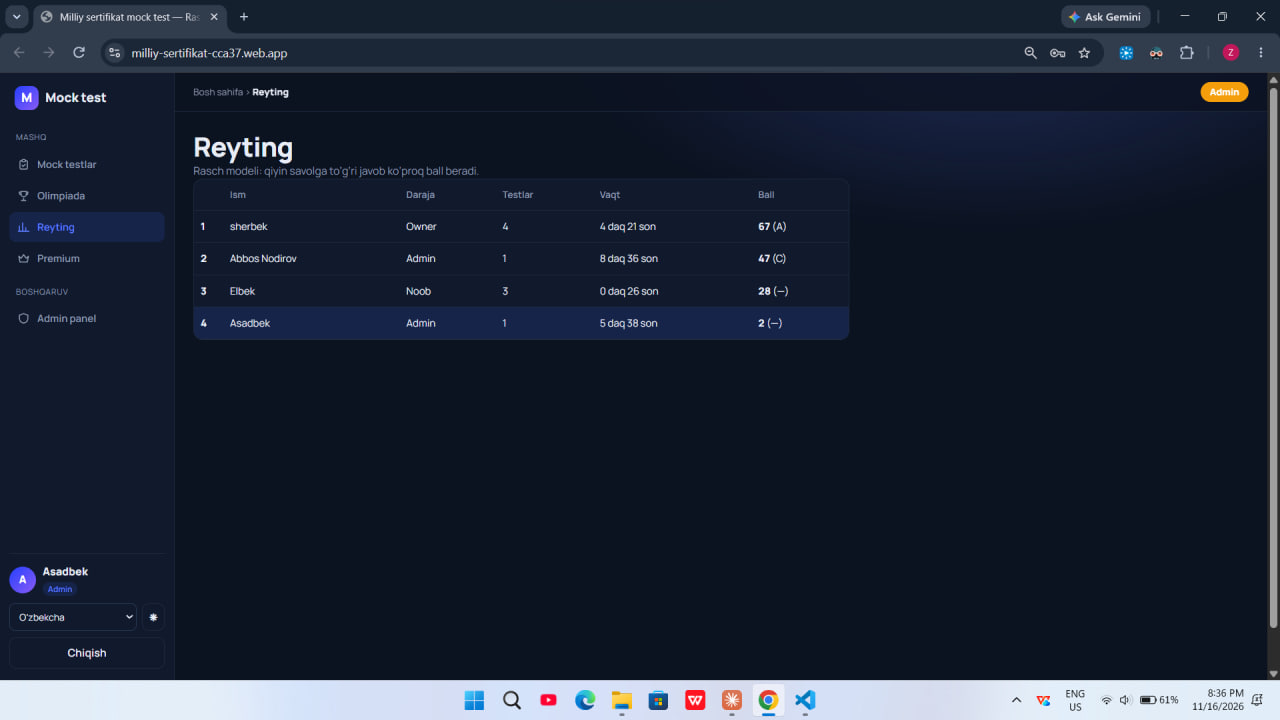 Milliy sertifikat mock test — Ras
Ask Gemini
milliy-sertifikat-cca37.web.app
Z
M Mock test
Bosh sahifa › Reyting
Admin
MASHQ
Mock testlar
Olimpiada
Reyting
Premium
BOSHQARUV
Admin panel
Reyting
Rasch modeli: qiyin savolga to'g'ri javob ko'proq ball beradi.
Ism Daraja Testlar Vaqt Ball
1 sherbek Owner 4 4 daq 21 son 67 (A)
2 Abbos Nodirov Admin 1 8 daq 36 son 47 (C)
3 Elbek Noob 3 0 daq 26 son 28 (—)
4 Asadbek Admin 1 5 daq 38 son 2 (—)
A Asadbek
Admin
O'zbekcha
Chiqish
ENG
US
61%
8:36 PM
11/16/2026